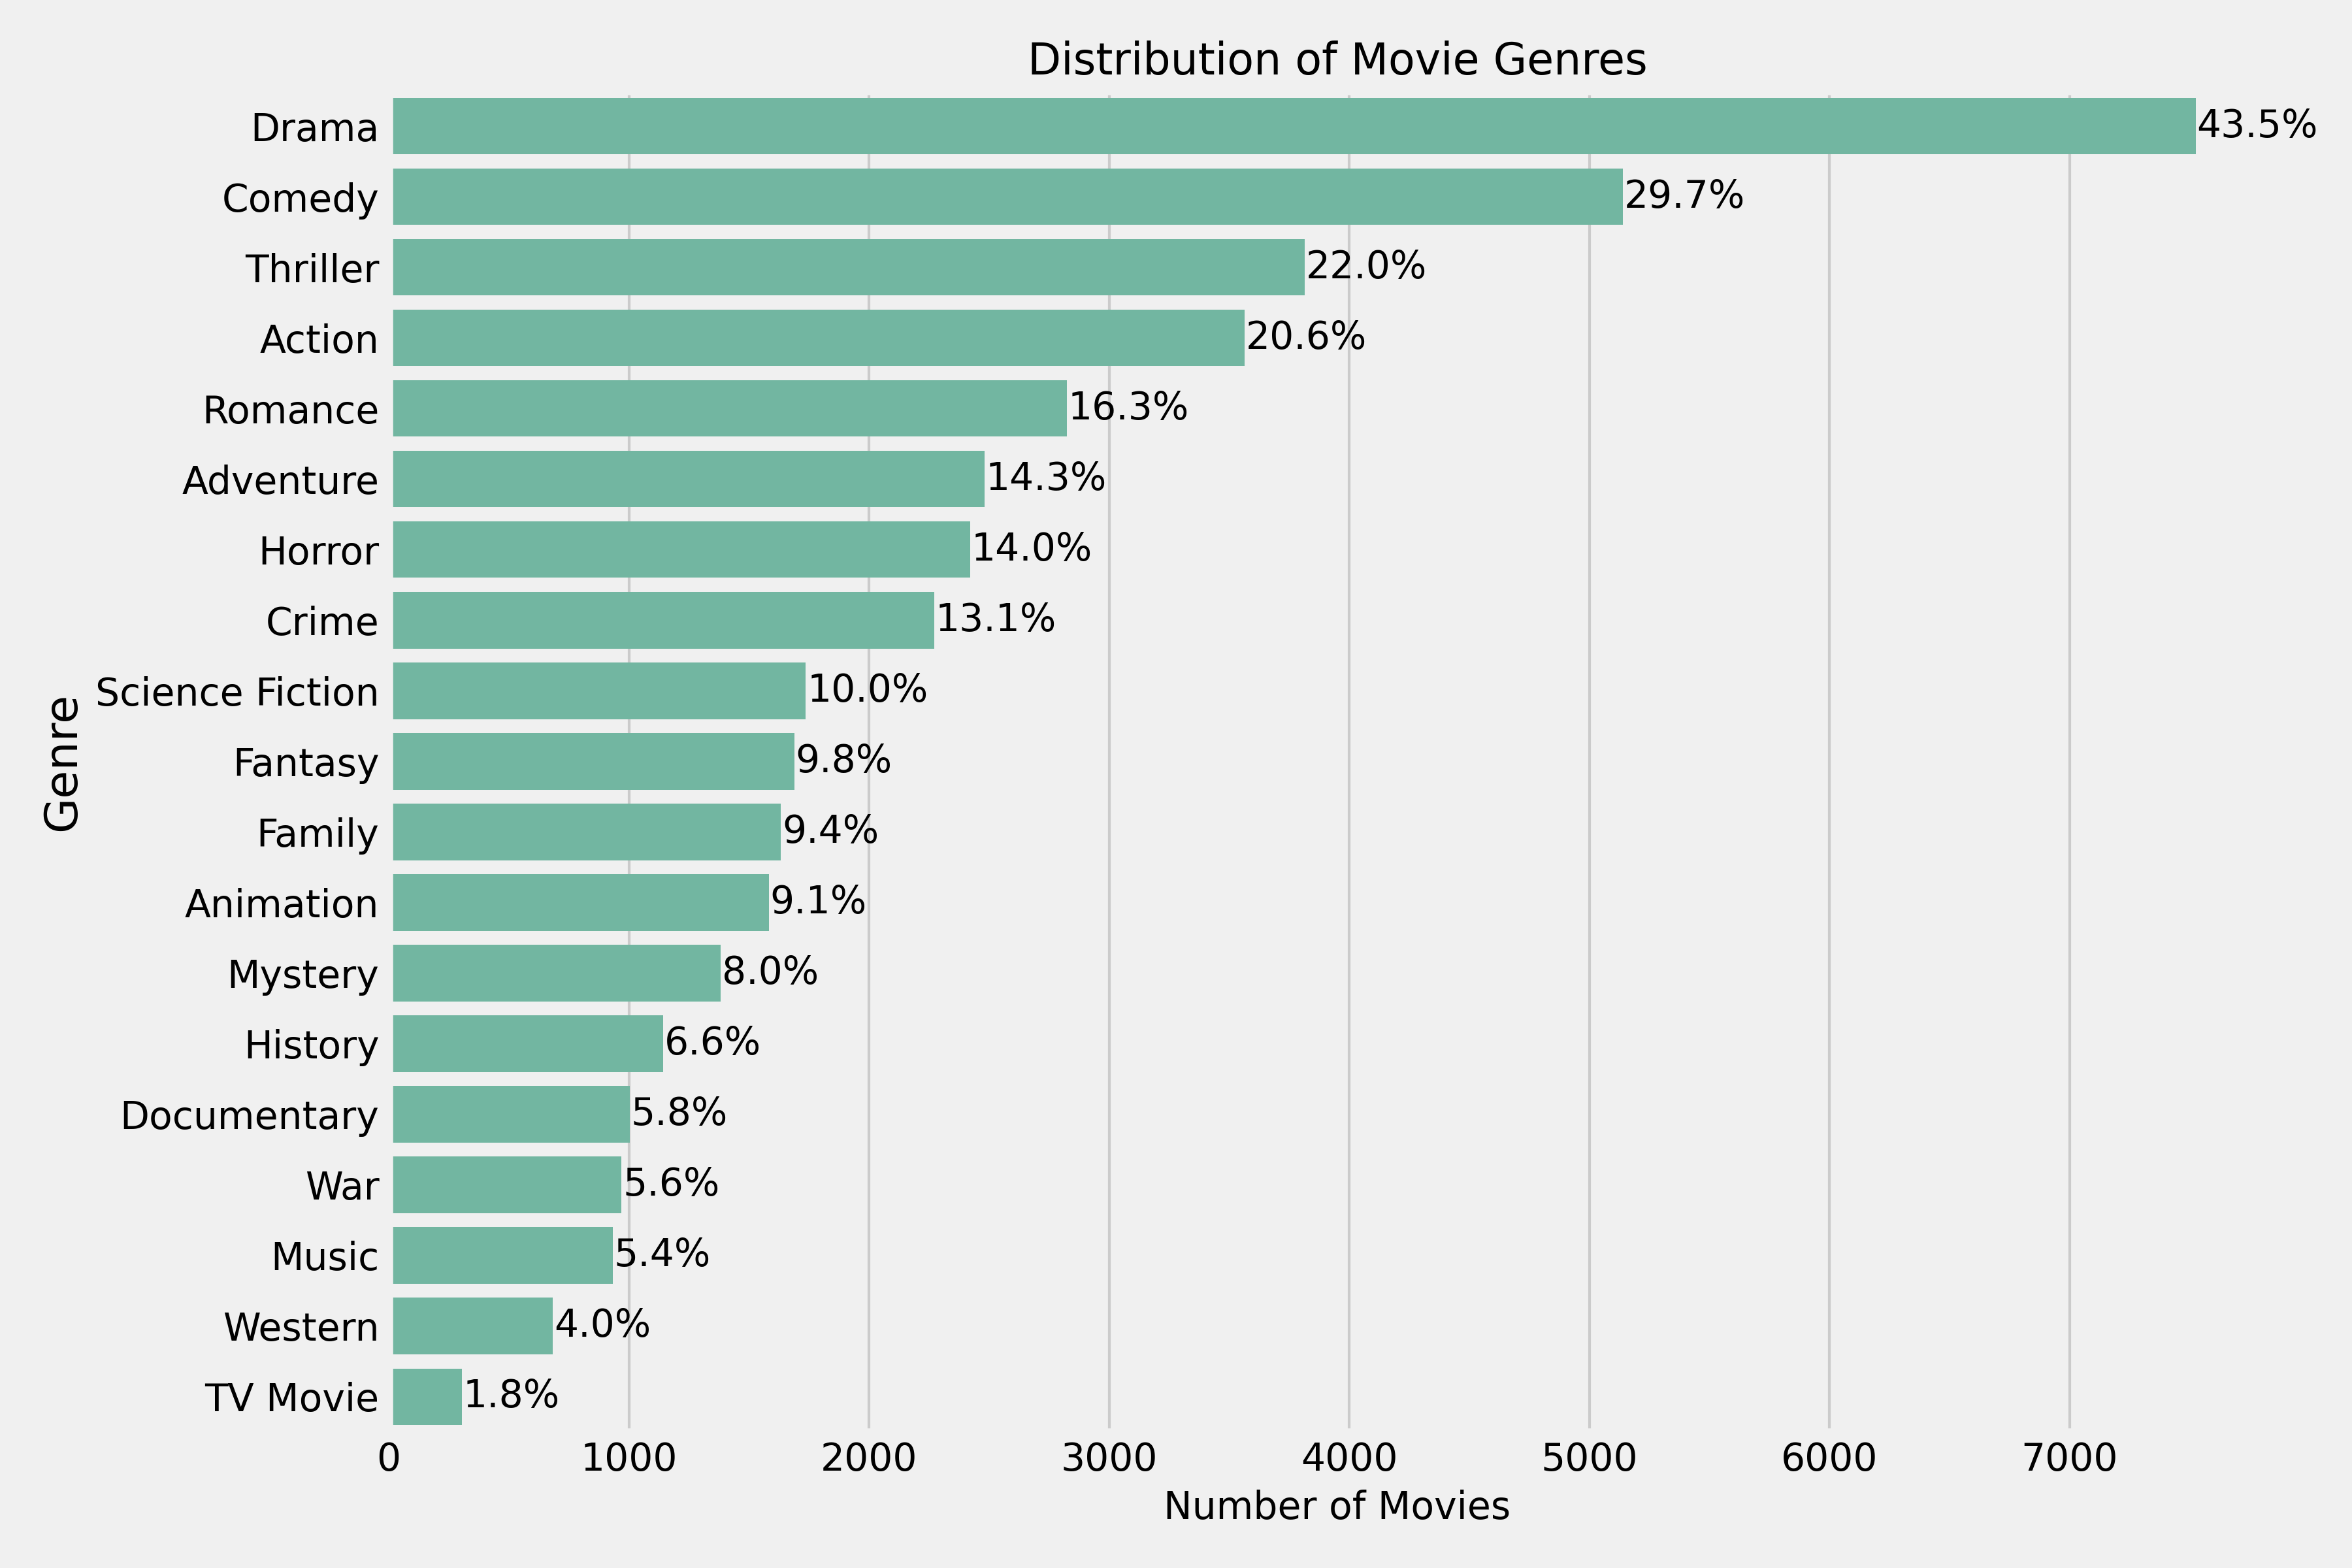 Distribution of Movie Genres
Drama 43.5%
Comedy 29.7%
Thriller 22.0%
Action 20.6%
Romance 16.3%
Adventure 14.3%
Horror 14.0%
Crime 13.1%
Science Fiction 10.0%
Fantasy 9.8%
Family 9.4%
Animation 9.1%
Mystery 8.0%
History 6.6%
Documentary 5.8%
War 5.6%
Music 5.4%
Western 4.0%
TV Movie 1.8%
Genre
0 1000 2000 3000 4000 5000 6000 7000
Number of Movies